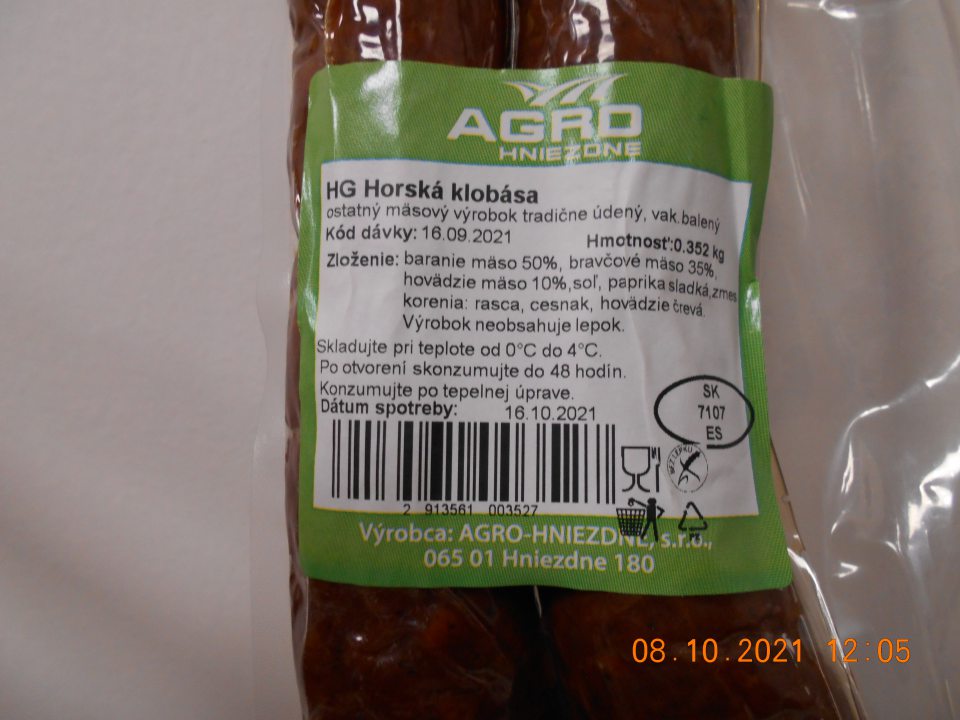 AGRO
HNIEZDNE
HG Horská klobása
ostatný mäsový výrobok tradične údený, vak.balený
Kód dávky: 16.09.2021
Hmotnosť:0.352 kg
Zloženie: baranie mäso 50%, bravčové mäso 35%,
hovädzie mäso 10%,soľ, paprika sladká,zmes
korenia: rasca, cesnak, hovädzie črevá.
Výrobok neobsahuje lepok.
Skladujte pri teplote od 0°C do 4°C.
Po otvorení skonzumujte do 48 hodín.
Konzumujte po tepelnej úprave.
Dátum spotreby: 16.10.2021
SK
7107
ES
BEZ LEPKU
2 913561 003527
Výrobca: AGRO-HNIEZDNE, s.r.o.,
065 01 Hniezdne 180
08.10.2021 12:05